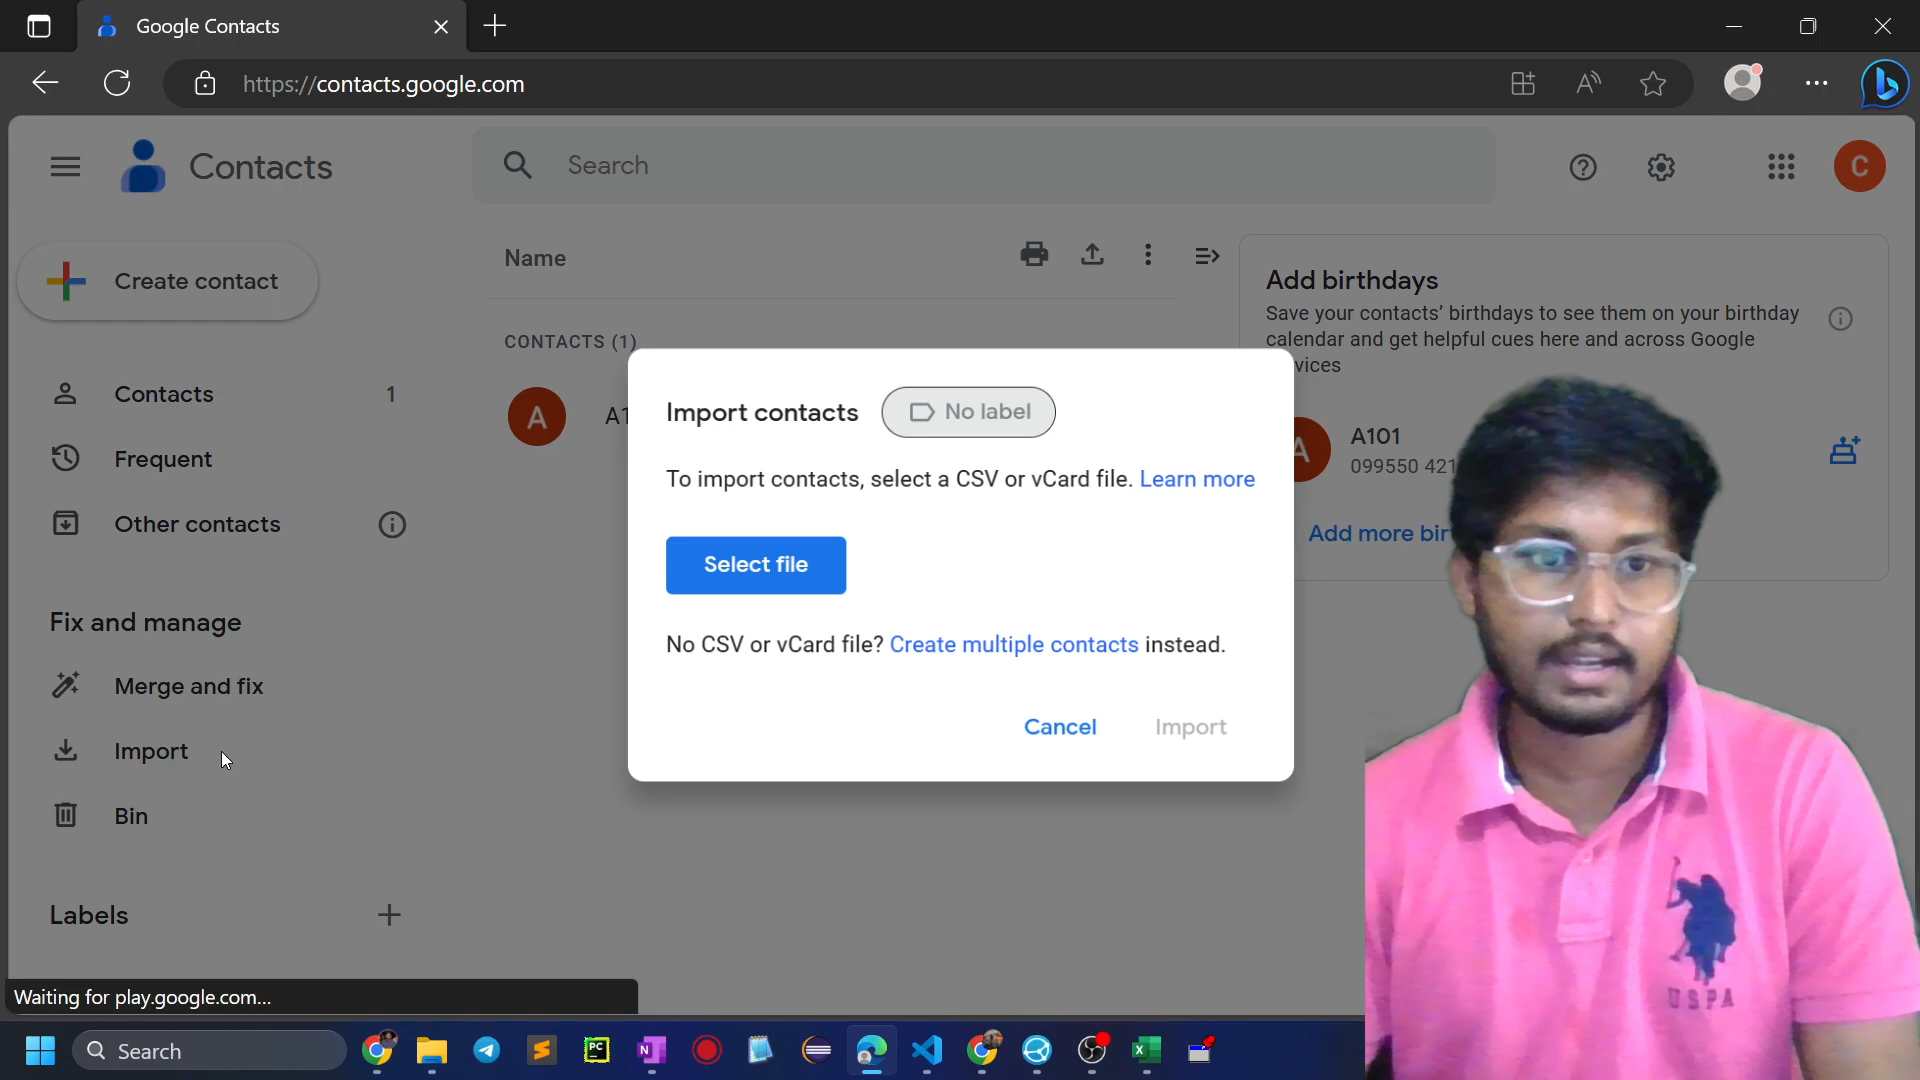 Google Contacts
https://contacts.google.com
Contacts
Search
C
Create contact
Name
Add birthdays
Save your contacts' birthdays to see them on your birthday
calendar and get helpful cues here and across Google
vices
CONTACTS (1)
Contacts 1
A A1
Import contacts No label
A A101
099550 421
Frequent
To import contacts, select a CSV or vCard file. Learn more
Other contacts
Add more bir
Select file
Fix and manage
No CSV or vCard file? Create multiple contacts instead.
Merge and fix
Cancel Import
Import
Bin
Labels
USPA
Waiting for play.google.com...
Search
PC
N